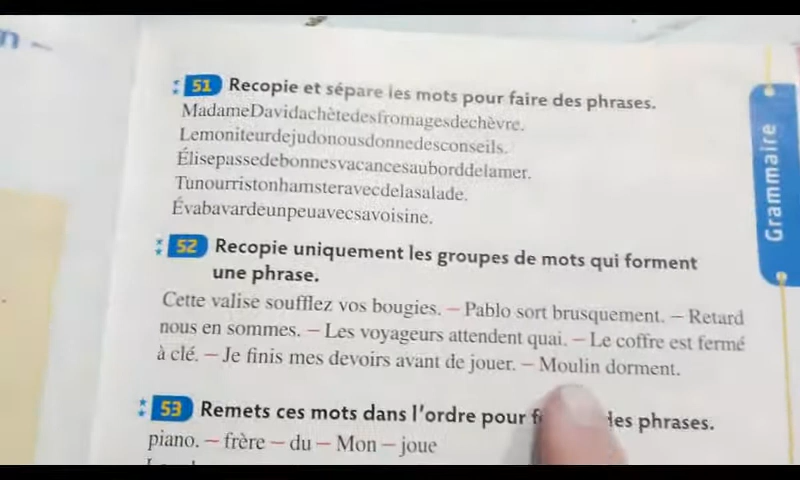 51 Recopie et sépare les mots pour faire des phrases.
MadameDavidachètedesfromagesdechèvre.
Lemoniteurdejudonousdonnedesconseils.
Élisepassedebonnesvacancesauborddelamer.
Tunourristonhamsteravecdelasalade.
Évabavardeunpeuavecsavoisine.
52 Recopie uniquement les groupes de mots qui forment
une phrase.
Cette valise soufflez vos bougies. – Pablo sort brusquement. – Retard
nous en sommes. – Les voyageurs attendent quai. – Le coffre est fermé
à clé. – Je finis mes devoirs avant de jouer. – Moulin dorment.
53 Remets ces mots dans l'ordre pour des phrases.
piano. – frère – du – Mon – joue
Grammaire